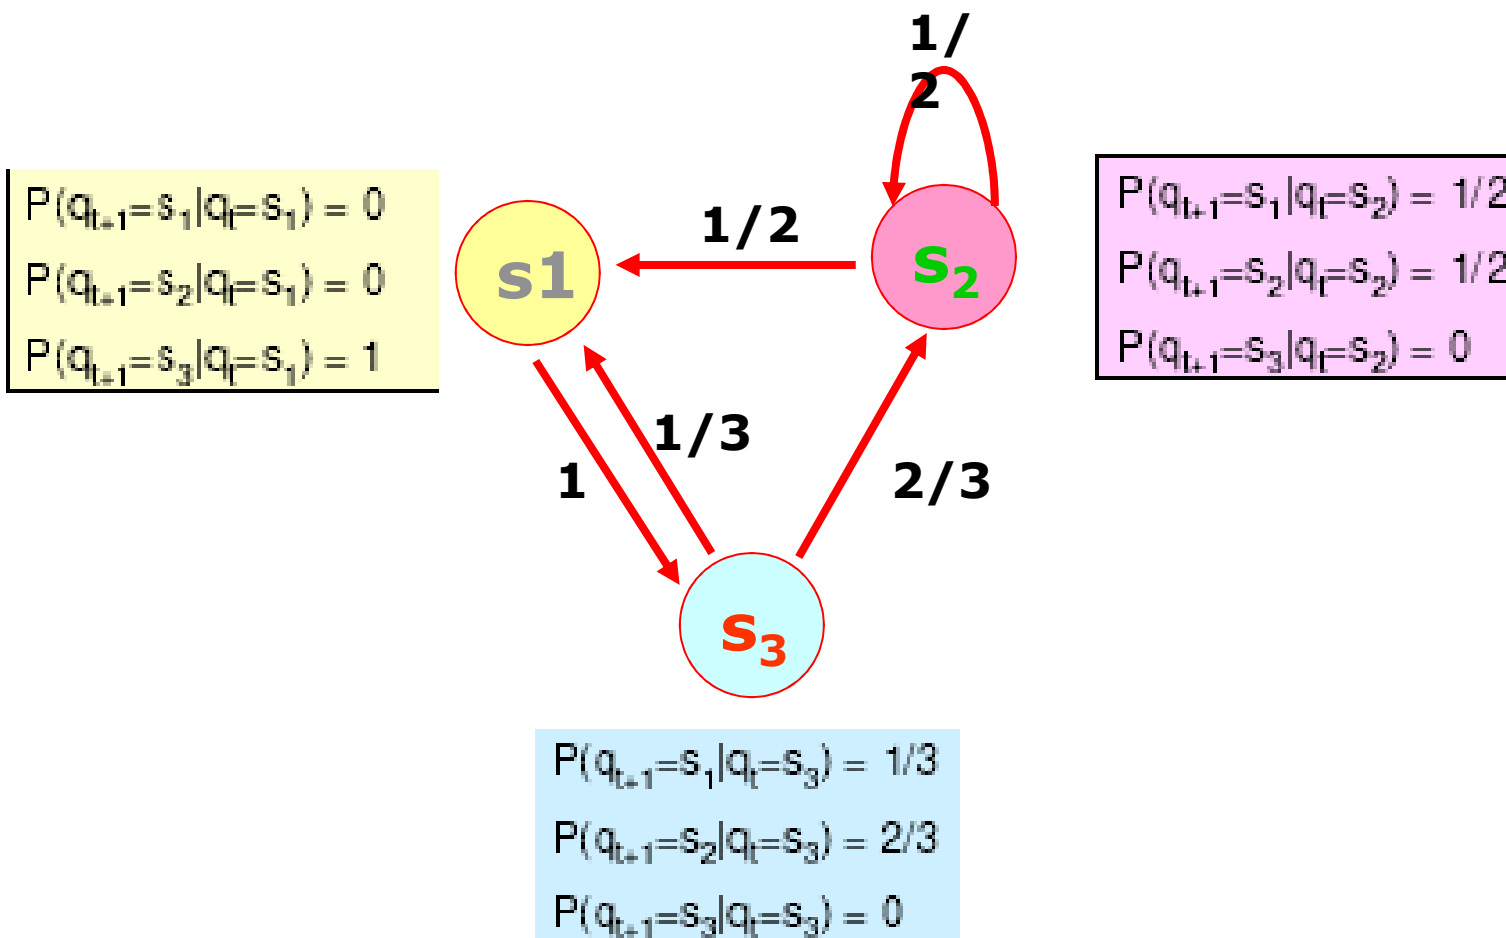 1/
2
P(qₜ₊₁=s₁|qₜ=s₁) = 0
P(qₜ₊₁=s₂|qₜ=s₁) = 0
P(qₜ₊₁=s₃|qₜ=s₁) = 1
s1
1/2
s₂
P(qₜ₊₁=s₁|qₜ=s₂) = 1/2
P(qₜ₊₁=s₂|qₜ=s₂) = 1/2
P(qₜ₊₁=s₃|qₜ=s₂) = 0
1
1/3
2/3
s₃
P(qₜ₊₁=s₁|qₜ=s₃) = 1/3
P(qₜ₊₁=s₂|qₜ=s₃) = 2/3
P(qₜ₊₁=s₃|qₜ=s₃) = 0